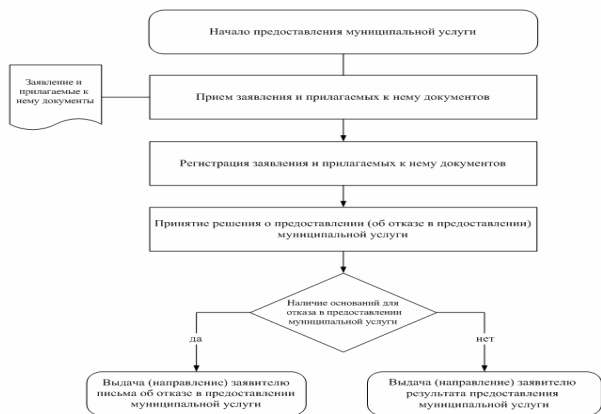 Начало предоставления муниципальной услуги
Заявление и
прилагаемые к
нему документы
Прием заявления и прилагаемых к нему документов
Регистрация заявления и прилагаемых к нему документов
Принятие решения о предоставлении (об отказе в предоставлении)
муниципальной услуги
Наличие оснований для
отказа в предоставлении
муниципальной услуги
да
нет
Выдача (направление) заявителю
письма об отказе в предоставлении
муниципальной услуги
Выдача (направление) заявителю
результата предоставления
муниципальной услуги